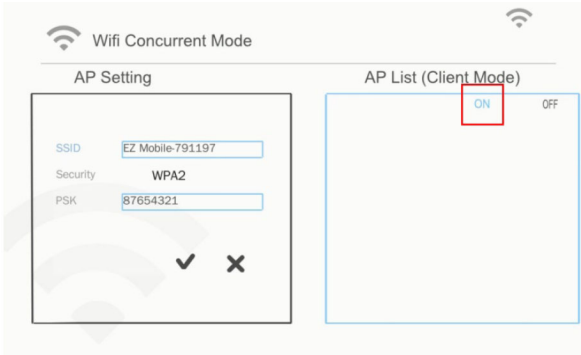 Wifi Concurrent Mode
AP Setting
AP List (Client Mode)
ON OFF
SSID EZ Mobile-791197
Security WPA2
PSK 87654321